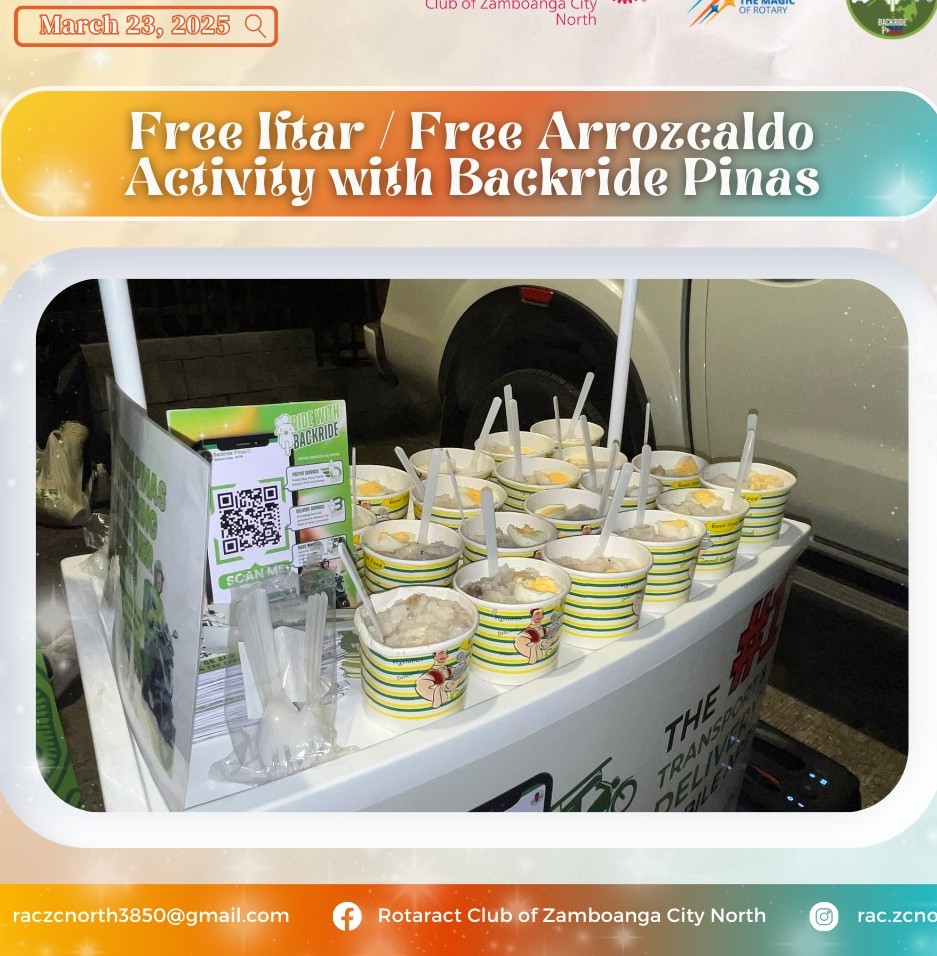 March 23, 2025
Club of Zamboanga City
North
THE MAGIC
OF ROTARY
BACKRIDE
Free Iftar / Free Arrozcaldo
Activity with Backride Pinas
RIDE WITH
BACKRIDE
SCAN ME
#1
THE
DELIVERY
raczcnorth3850@gmail.com
Rotaract Club of Zamboanga City North
rac.zcno